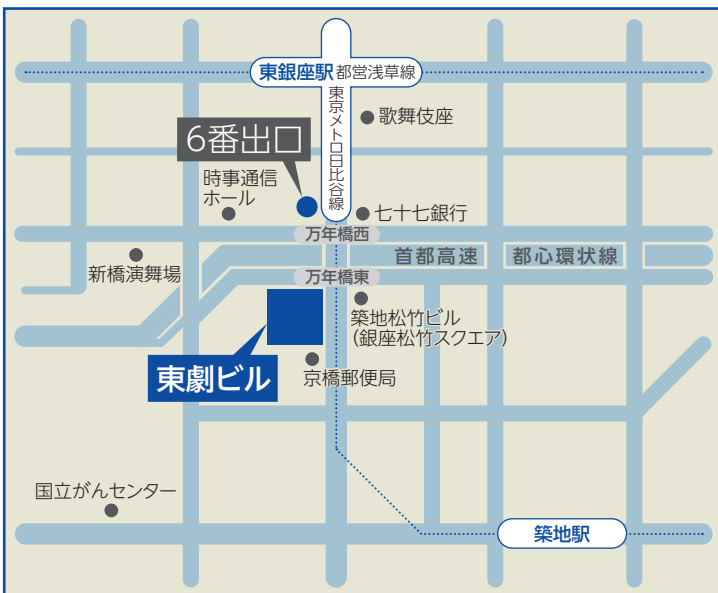 東銀座駅 都営浅草線
東京メトロ日比谷線
歌舞伎座
6番出口
時事通信
ホール
七十七銀行
万年橋西
首都高速 都心環状線
新橋演舞場
万年橋東
築地松竹ビル
(銀座松竹スクエア)
東劇ビル
京橋郵便局
国立がんセンター
築地駅